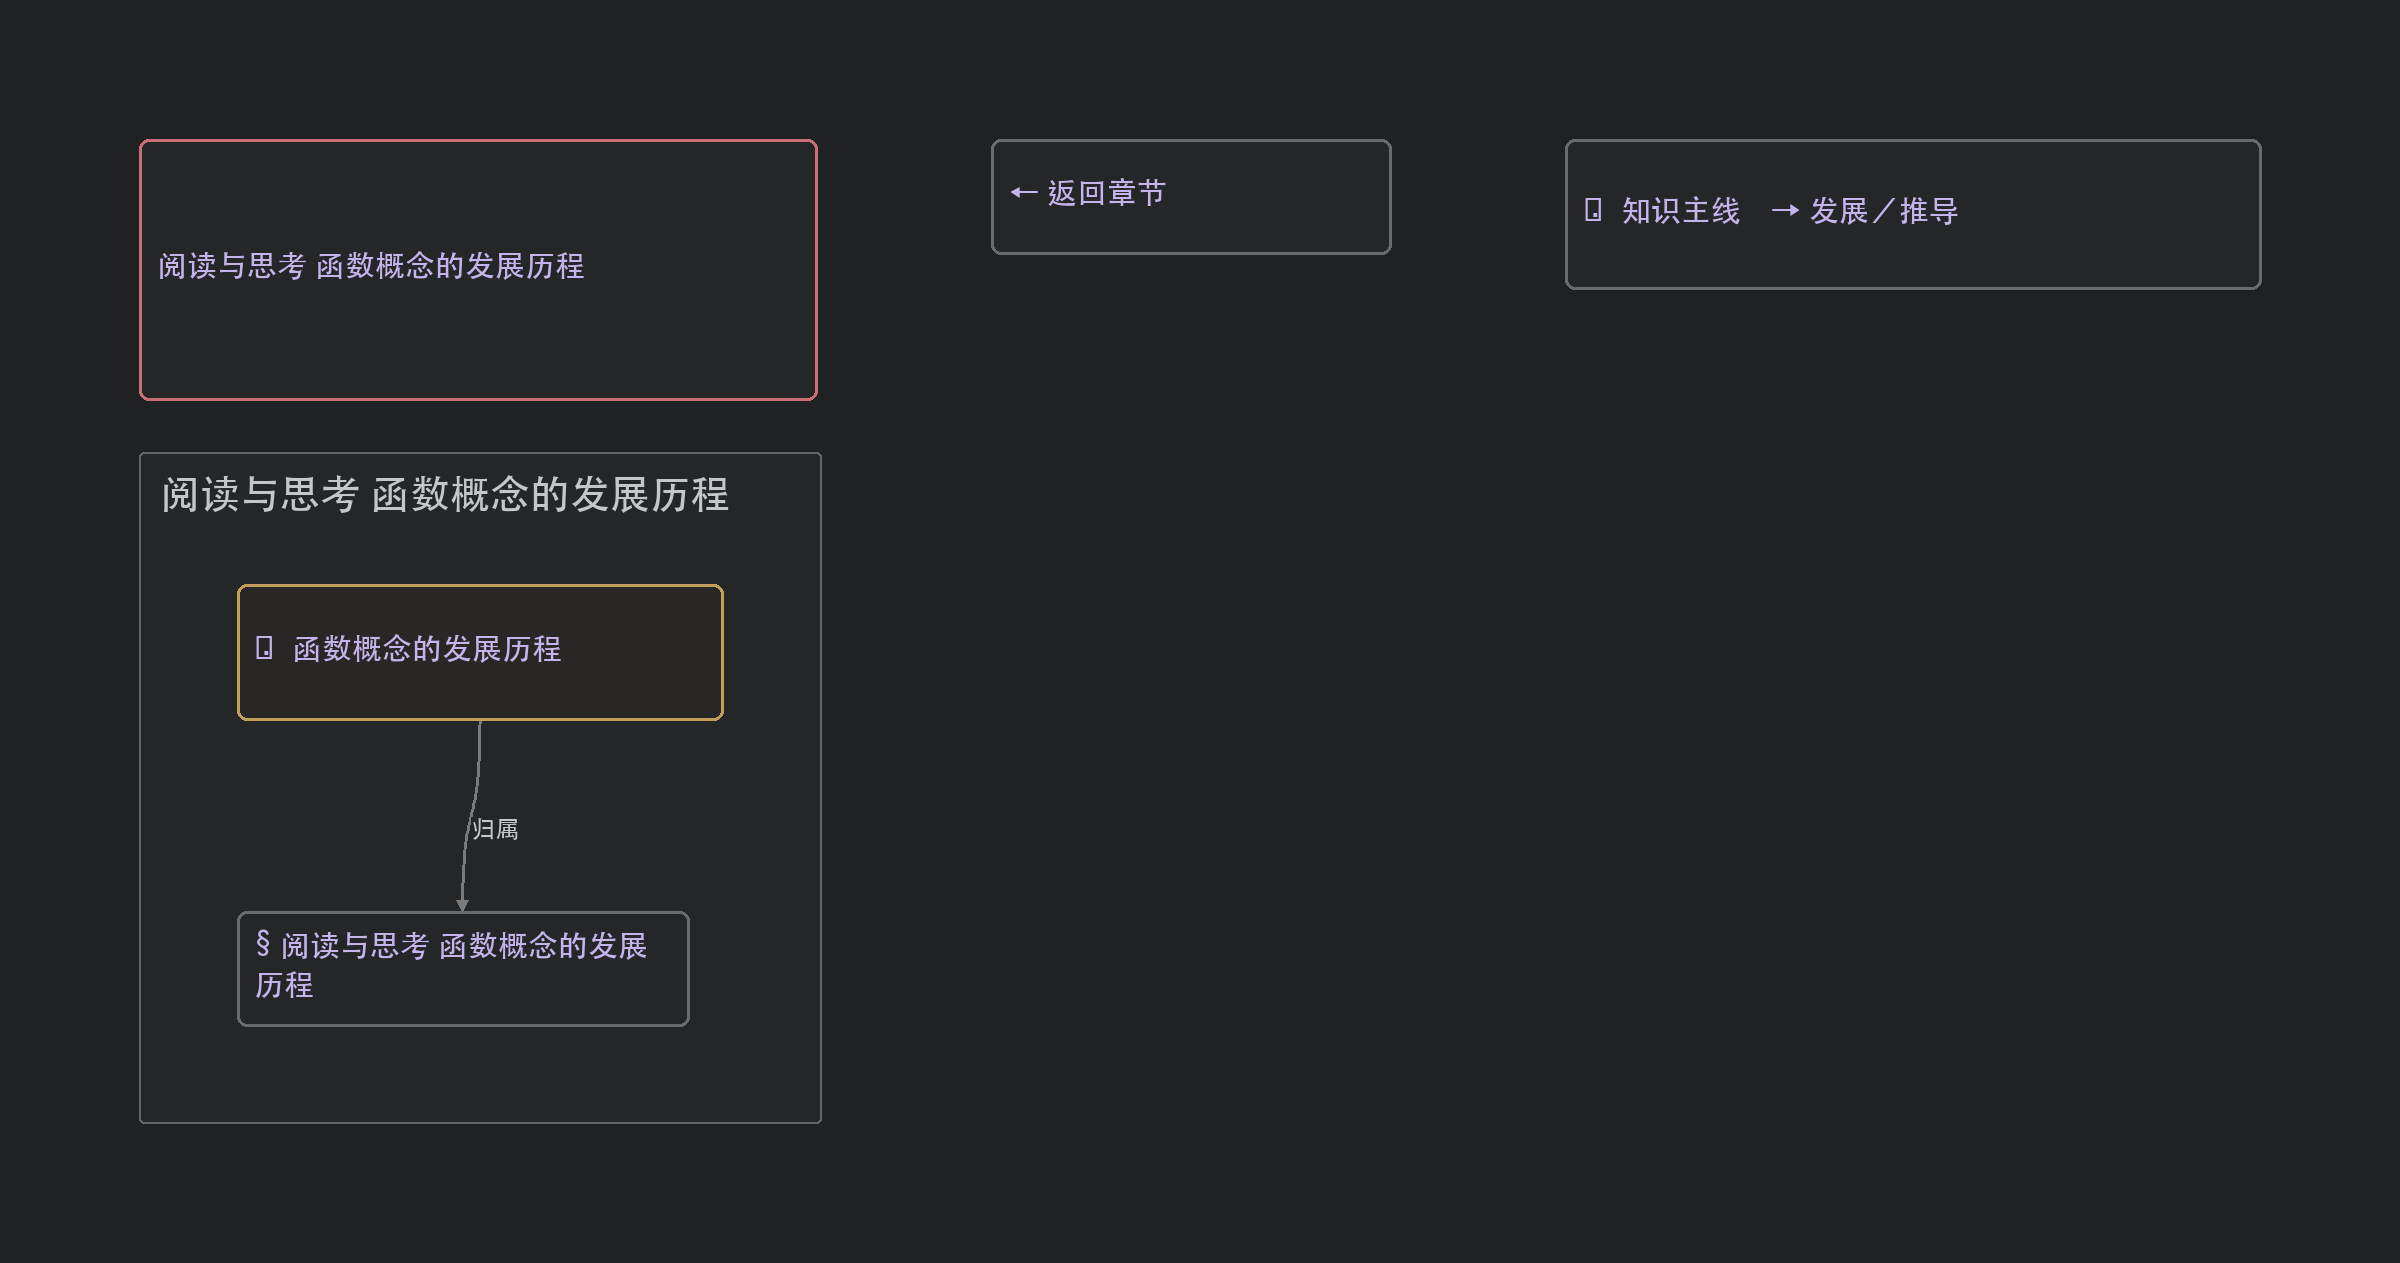 阅读与思考 函数概念的发展历程
← 返回章节
知识主线 → 发展／推导
阅读与思考 函数概念的发展历程
函数概念的发展历程
归属
§ 阅读与思考 函数概念的发展
历程